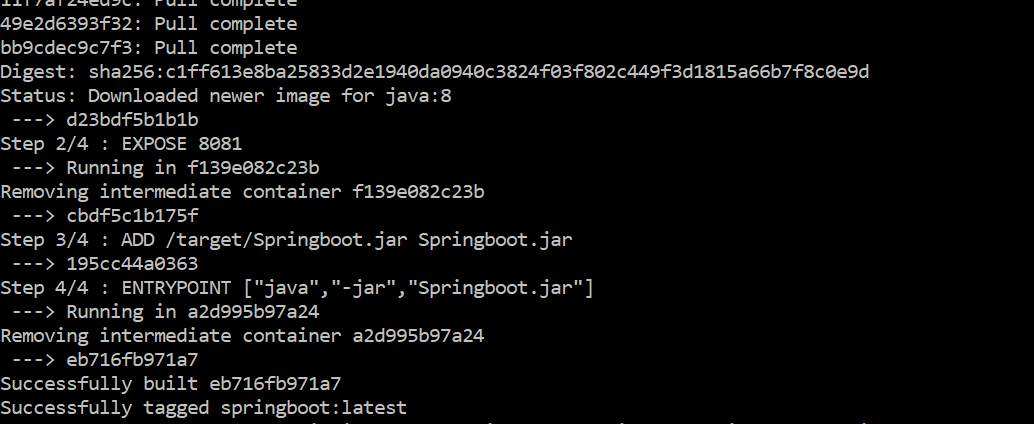 11f7af24ed9c: Pull complete
49e2d6393f32: Pull complete
bb9cdec9c7f3: Pull complete
Digest: sha256:c1ff613e8ba25833d2e1940da0940c3824f03f802c449f3d1815a66b7f8c0e9d
Status: Downloaded newer image for java:8
 ---> d23bdf5b1b1b
Step 2/4 : EXPOSE 8081
 ---> Running in f139e082c23b
Removing intermediate container f139e082c23b
 ---> cbdf5c1b175f
Step 3/4 : ADD /target/Springboot.jar Springboot.jar
 ---> 195cc44a0363
Step 4/4 : ENTRYPOINT ["java","-jar","Springboot.jar"]
 ---> Running in a2d995b97a24
Removing intermediate container a2d995b97a24
 ---> eb716fb971a7
Successfully built eb716fb971a7
Successfully tagged springboot:latest